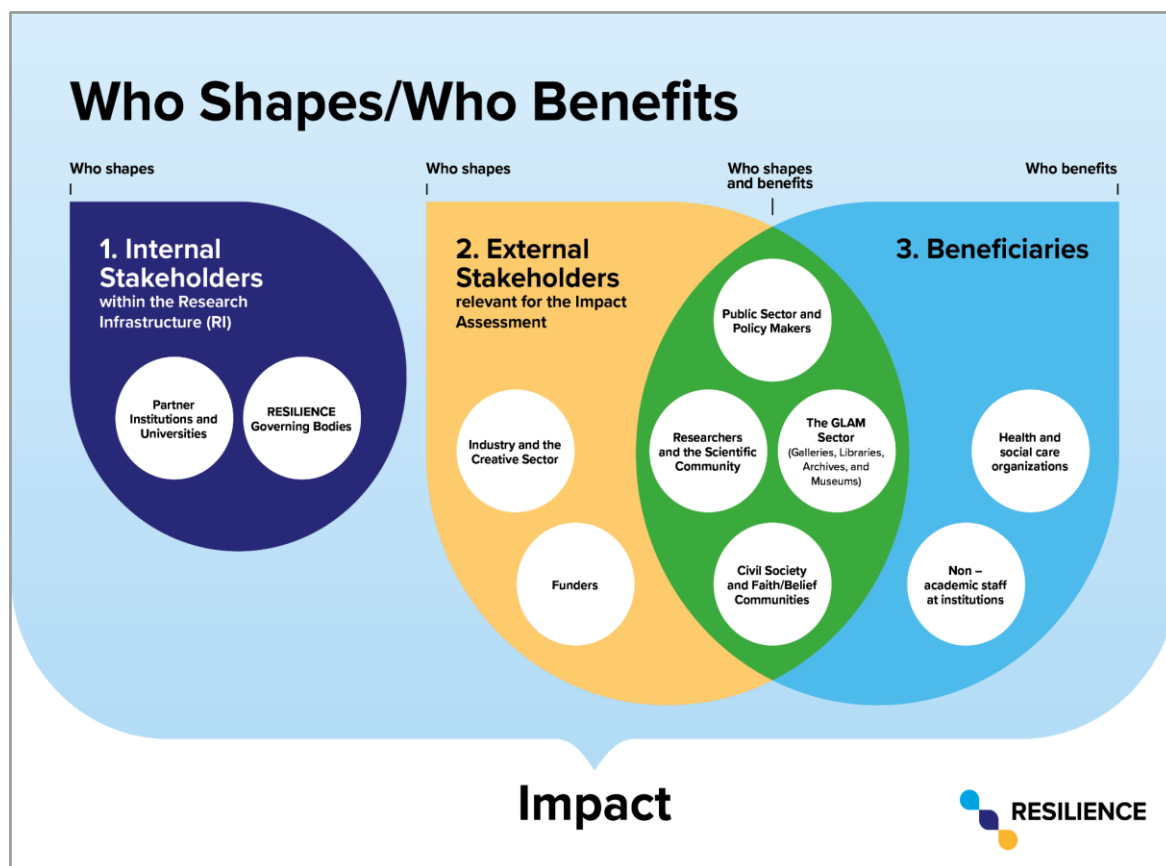 Who Shapes/Who Benefits
Who shapes
Who shapes
Who shapes
and benefits
Who benefits
1. Internal
Stakeholders
within the Research
Infrastructure (RI)
Partner
Institutions and
Universities
RESILIENCE
Governing Bodies
2. External
Stakeholders
relevant for the Impact
Assessment
Industry and the
Creative Sector
Funders
Public Sector and
Policy Makers
Researchers
and the Scientific
Community
The GLAM
Sector
(Galleries, Libraries,
Archives, and
Museums)
Civil Society
and Faith/Belief
Communities
3. Beneficiaries
Health and
social care
organizations
Non –
academic staff
at institutions
Impact
RESILIENCE